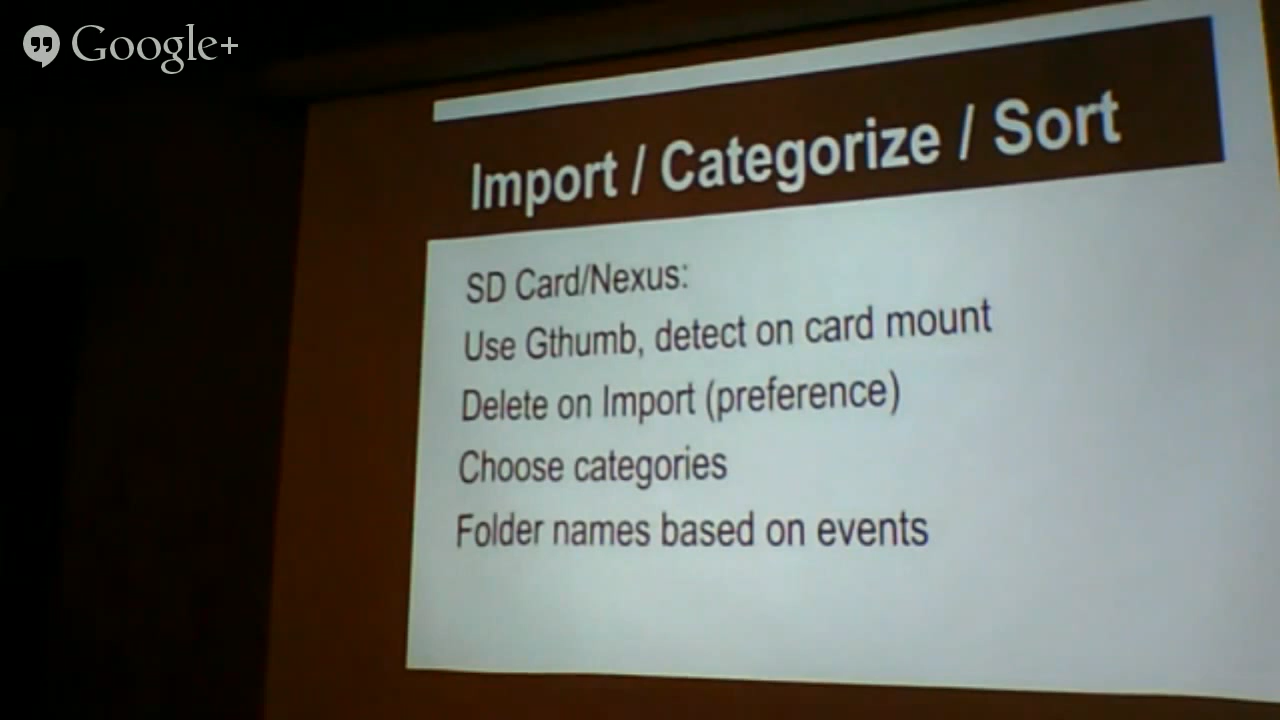 Google+
Import / Categorize / Sort
SD Card/Nexus:
Use Gthumb, detect on card mount
Delete on Import (preference)
Choose categories
Folder names based on events